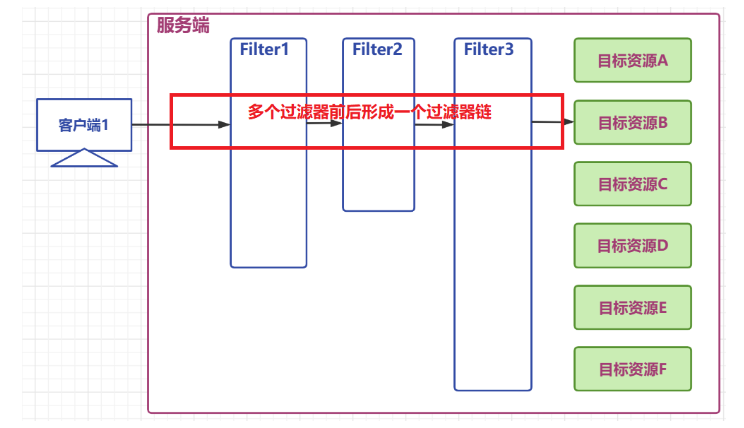 服务端
Filter1
Filter2
Filter3
目标资源A
多个过滤器前后形成一个过滤器链
客户端1
目标资源B
目标资源C
目标资源D
目标资源E
目标资源F